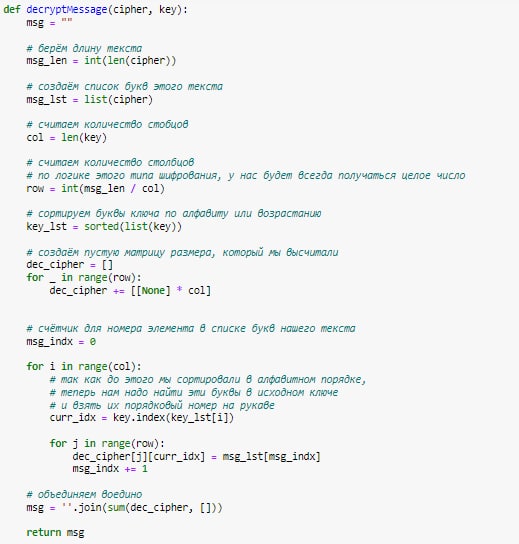 def decryptMessage(cipher, key):
    msg = ""
    # берём длину текста
    msg_len = int(len(cipher))
    # создаём список букв этого текста
    msg_lst = list(cipher)
    # считаем количество стобцов
    col = len(key)
    # считаем количество столбцов
    # по логике этого типа шифрования, у нас будет всегда получаться целое число
    row = int(msg_len / col)
    # сортируем буквы ключа по алфавиту или возрастанию
    key_lst = sorted(list(key))
    # создаём пустую матрицу размера, который мы высчитали
    dec_cipher = []
    for _ in range(row):
        dec_cipher += [[None] * col]
    # счётчик для номера элемента в списке букв нашего текста
    msg_indx = 0
    for i in range(col):
        # так как до этого мы сортировали в алфавитном порядке,
        # теперь нам надо найти эти буквы в исходном ключе
        # и взять их порядковый номер на рукаве
        curr_idx = key.index(key_lst[i])
        for j in range(row):
            dec_cipher[j][curr_idx] = msg_lst[msg_indx]
            msg_indx += 1
    # объединяем воедино
    msg = ''.join(sum(dec_cipher, []))
    return msg